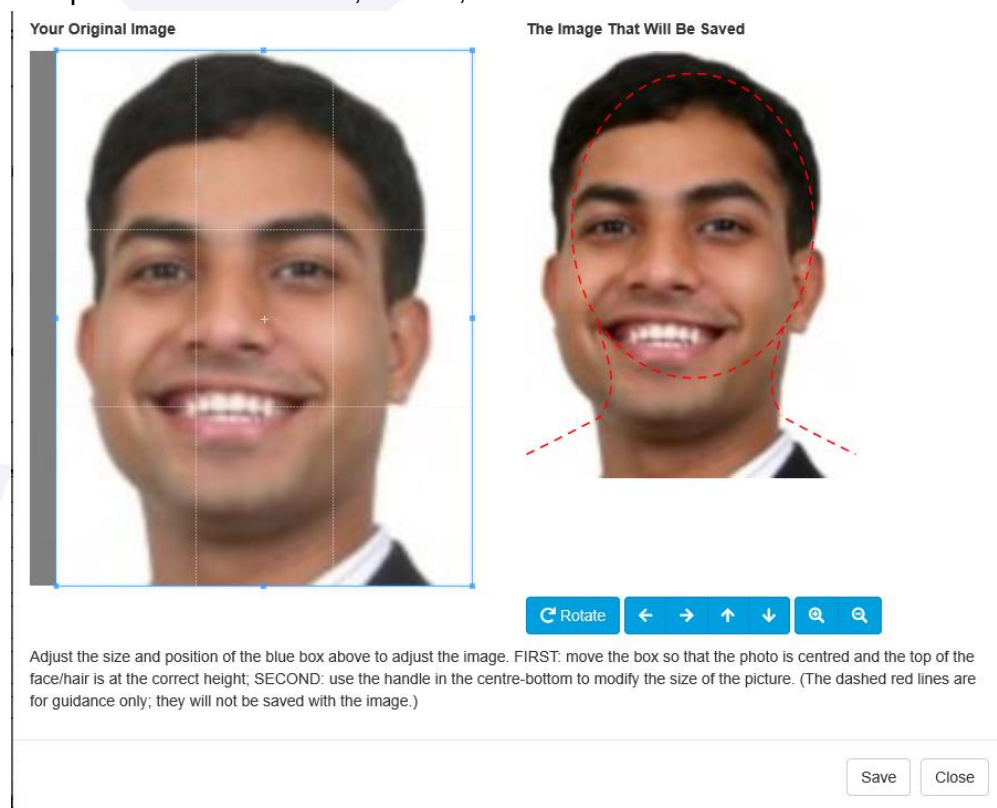 Your Original Image
The Image That Will Be Saved
Rotate
Adjust the size and position of the blue box above to adjust the image. FIRST: move the box so that the photo is centred and the top of the
face/hair is at the correct height; SECOND: use the handle in the centre-bottom to modify the size of the picture. (The dashed red lines are
for guidance only; they will not be saved with the image.)
Save
Close